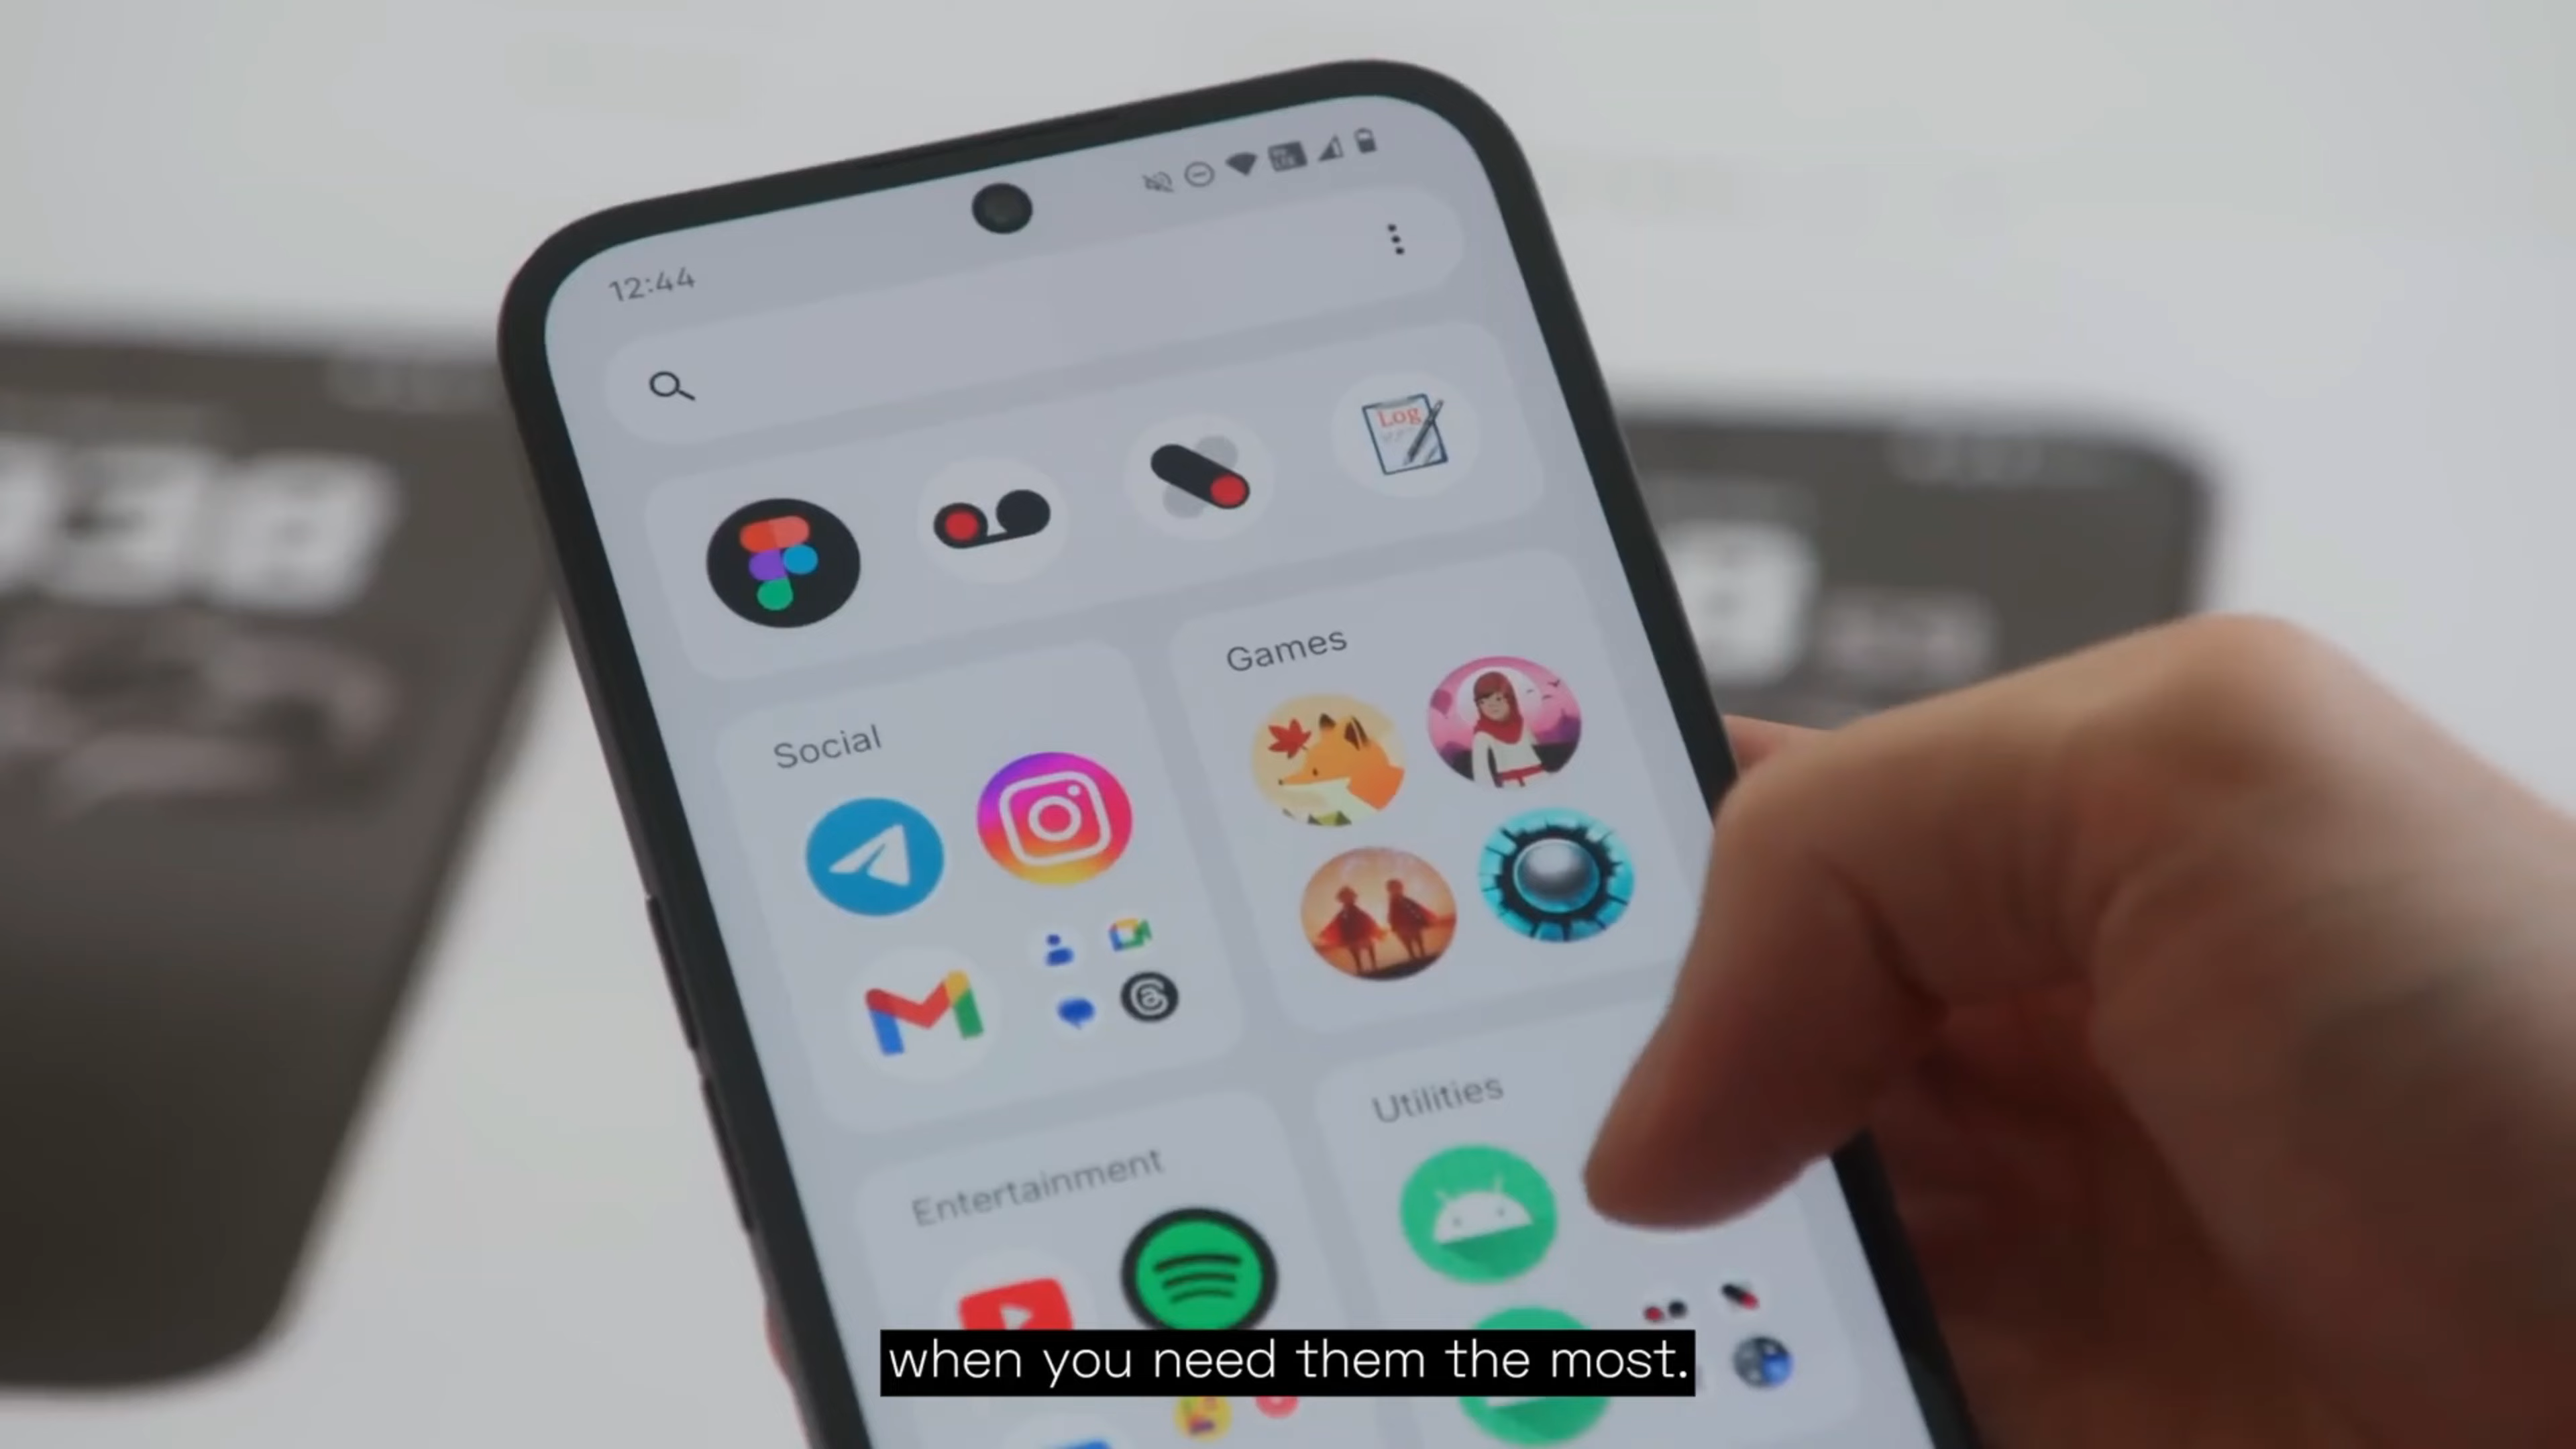 12:44
Log
Games
Social
Utilities
Entertainment
when you need them the most.